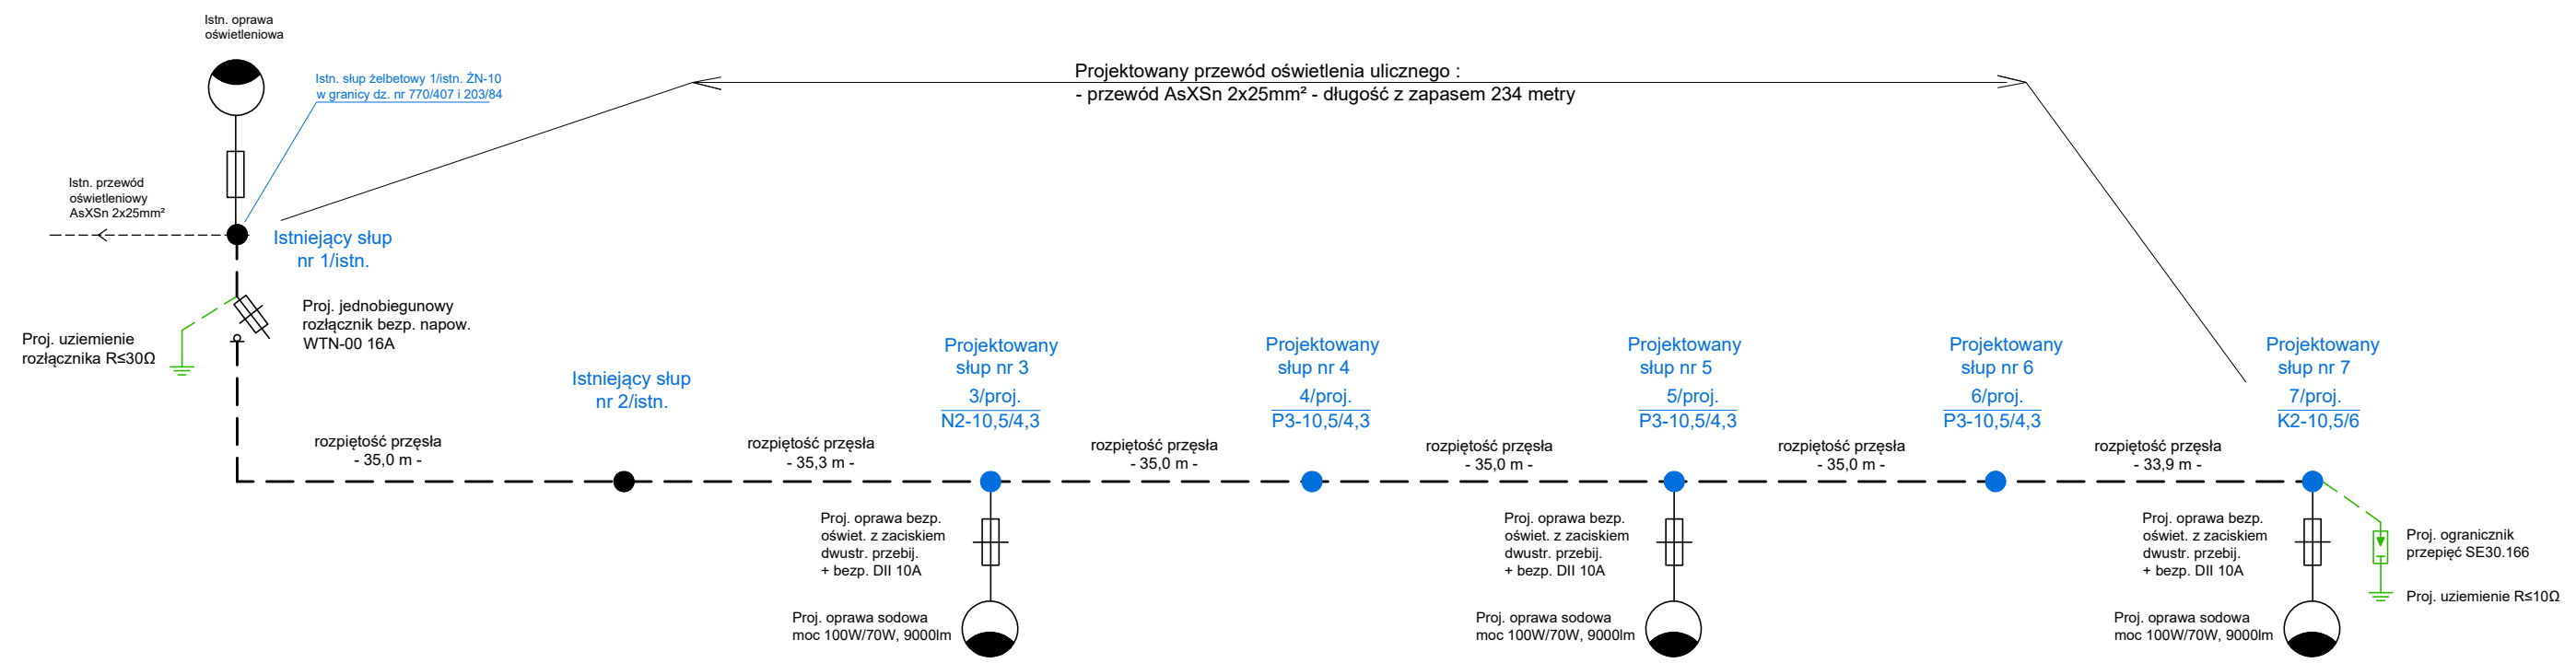 Istn. oprawa
oświetleniowa
Istn. słup żelbetowy 1/istn. ŻN-10
w granicy dz. nr 770/407 i 203/84
Projektowany przewód oświetlenia ulicznego :
- przewód AsXSn 2x25mm² - długość z zapasem 234 metry
Istn. przewód
oświetleniowy
AsXSn 2x25mm²
Istniejący słup
nr 1/istn.
Proj. jednobiegunowy
rozłącznik bezp. napow.
WTN-00 16A
Proj. uziemienie
rozłącznika R≤30Ω
Istniejący słup
nr 2/istn.
Projektowany
słup nr 3
3/proj.
N2-10,5/4,3
Projektowany
słup nr 4
4/proj.
P3-10,5/4,3
Projektowany
słup nr 5
5/proj.
P3-10,5/4,3
Projektowany
słup nr 6
6/proj.
P3-10,5/4,3
Projektowany
słup nr 7
7/proj.
K2-10,5/6
rozpiętość przęsła
- 35,0 m -
rozpiętość przęsła
- 35,3 m -
rozpiętość przęsła
- 35,0 m -
rozpiętość przęsła
- 35,0 m -
rozpiętość przęsła
- 35,0 m -
rozpiętość przęsła
- 33,9 m -
Proj. oprawa bezp.
oświet. z zaciskiem
dwustr. przebij.
+ bezp. DII 10A
Proj. oprawa sodowa
moc 100W/70W, 9000lm
Proj. oprawa bezp.
oświet. z zaciskiem
dwustr. przebij.
+ bezp. DII 10A
Proj. oprawa sodowa
moc 100W/70W, 9000lm
Proj. oprawa bezp.
oświet. z zaciskiem
dwustr. przebij.
+ bezp. DII 10A
Proj. oprawa sodowa
moc 100W/70W, 9000lm
Proj. ogranicznik
przepięć SE30.166
Proj. uziemienie R≤10Ω